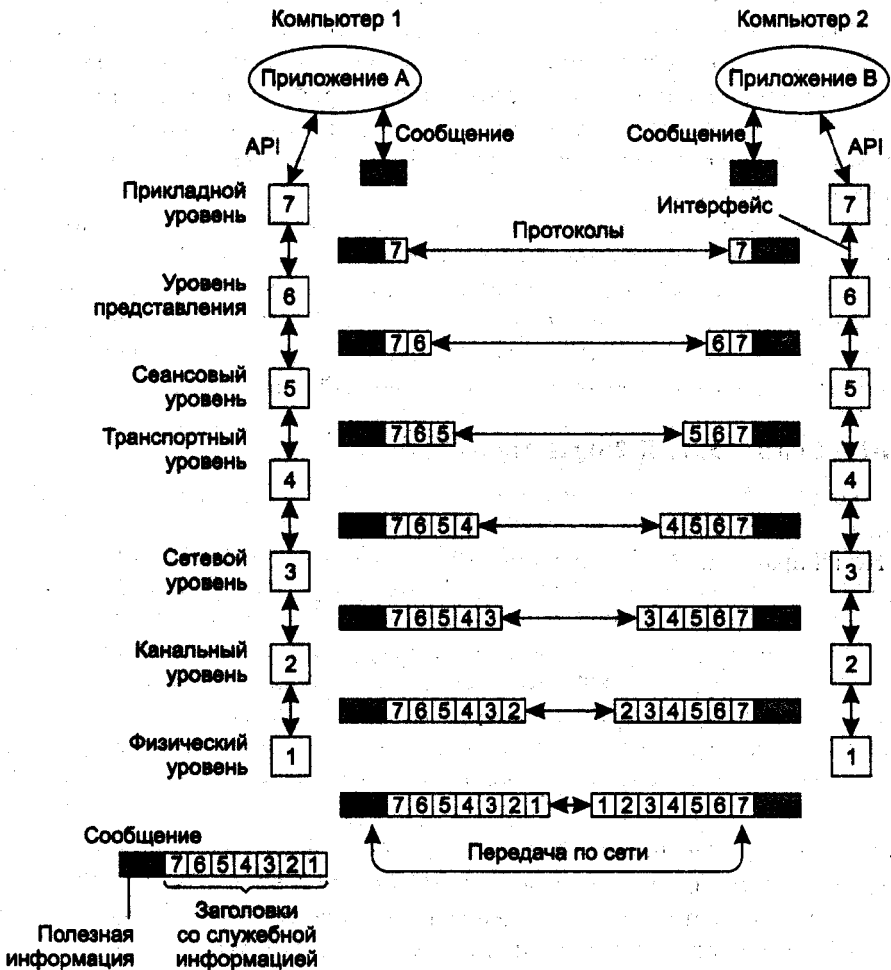 Компьютер 1
Компьютер 2
Приложение A
Приложение B
API
Сообщение
Сообщение
API
Прикладной
уровень
7
Интерфейс
7
7
Протоколы
7
Уровень
представления
6
6
7 6
6 7
Сеансовый
уровень
5
5
Транспортный
уровень
7 6 5
5 6 7
4
4
7 6 5 4
4 5 6 7
Сетевой
уровень
3
3
7 6 5 4 3
3 4 5 6 7
Канальный
уровень
2
2
7 6 5 4 3 2
2 3 4 5 6 7
Физический
уровень
1
1
7 6 5 4 3 2 1
1 2 3 4 5 6 7
Передача по сети
Сообщение
7 6 5 4 3 2 1
Полезная
информация
Заголовки
со служебной
информацией